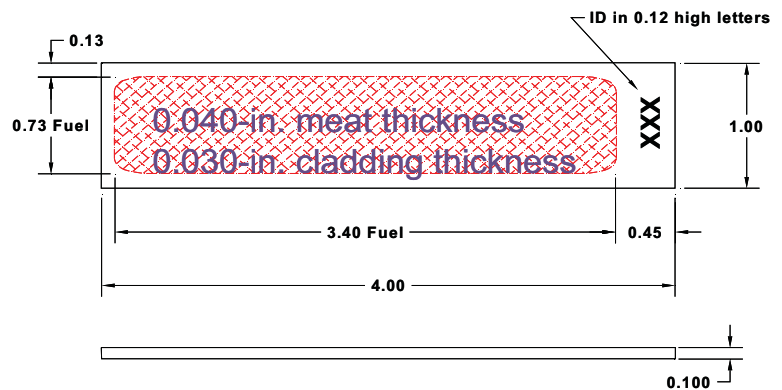 ID in 0.12 high letters
0.13
0.73 Fuel
0.040-in. meat thickness
0.030-in. cladding thickness
XXX
1.00
3.40 Fuel
0.45
4.00
0.100